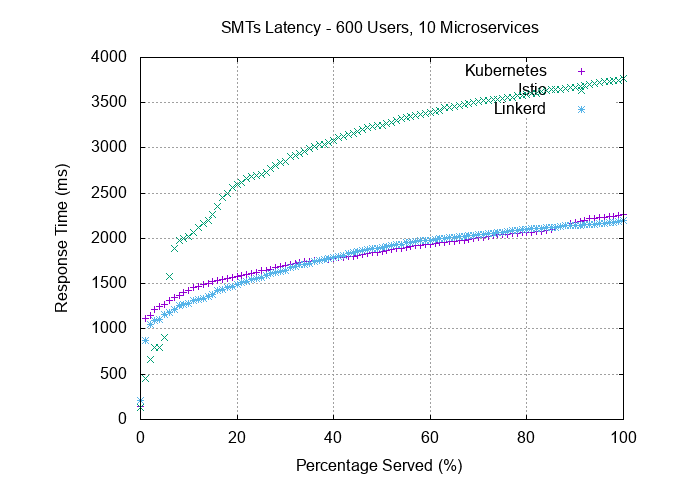 SMTs Latency - 600 Users, 10 Microservices
4000
3500
3000
2500
2000
1500
1000
500
0
Response Time (ms)
Kubernetes
Istio
Linkerd
0 20 40 60 80 100
Percentage Served (%)